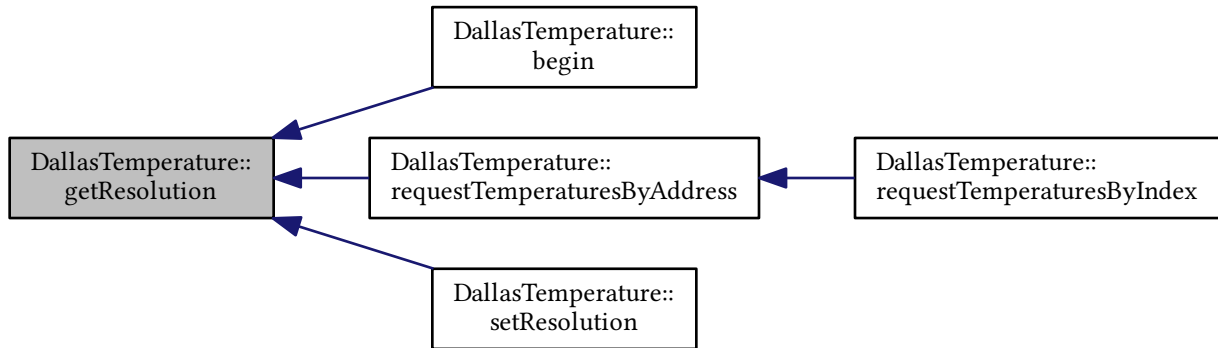 DallasTemperature::
begin
DallasTemperature::
getResolution
DallasTemperature::
requestTemperaturesByAddress
DallasTemperature::
requestTemperaturesByIndex
DallasTemperature::
setResolution